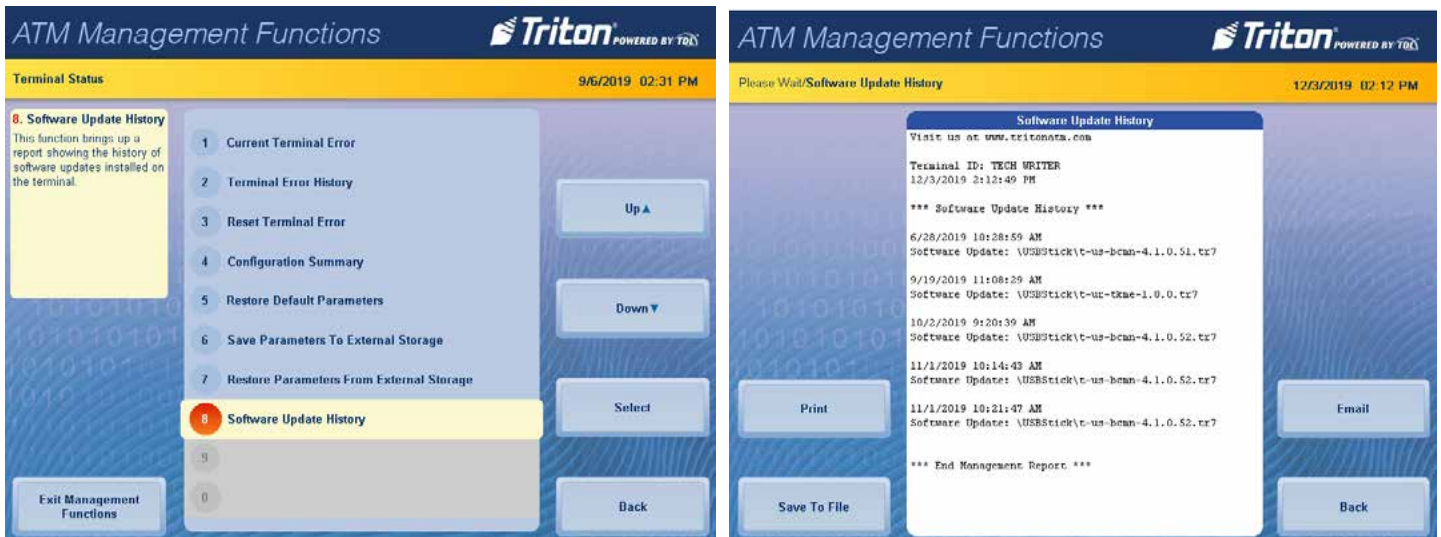 ATM Management Functions
Triton POWERED BY TDL
Terminal Status
9/6/2019 02:31 PM
8. Software Update History
This function brings up a
report showing the history of
software updates installed on
the terminal.
1 Current Terminal Error
2 Terminal Error History
3 Reset Terminal Error
4 Configuration Summary
5 Restore Default Parameters
6 Save Parameters To External Storage
7 Restore Parameters From External Storage
8 Software Update History
9
0
Up▲
Down▼
Select
Exit Management
Functions
Back
ATM Management Functions
Triton POWERED BY TDL
Please Wait/Software Update History
12/3/2019 02:12 PM
Software Update History
Visit us at www.tritonatm.com
Terminal ID: TECH WRITER
12/3/2019 2:12:49 PM
*** Software Update History ***
6/28/2019 10:28:59 AM
Software Update: \USBStick\t-us-bcmn-4.1.0.51.tr7
9/19/2019 11:08:29 AM
Software Update: \USBStick\t-ur-tkme-1.0.0.tr7
10/2/2019 9:20:39 AM
Software Update: \USBStick\t-us-bcmn-4.1.0.52.tr7
11/1/2019 10:14:43 AM
Software Update: \USBStick\t-us-bcmn-4.1.0.52.tr7
11/1/2019 10:21:47 AM
Software Update: \USBStick\t-us-bcmn-4.1.0.52.tr7
*** End Management Report ***
Print
Email
Save To File
Back